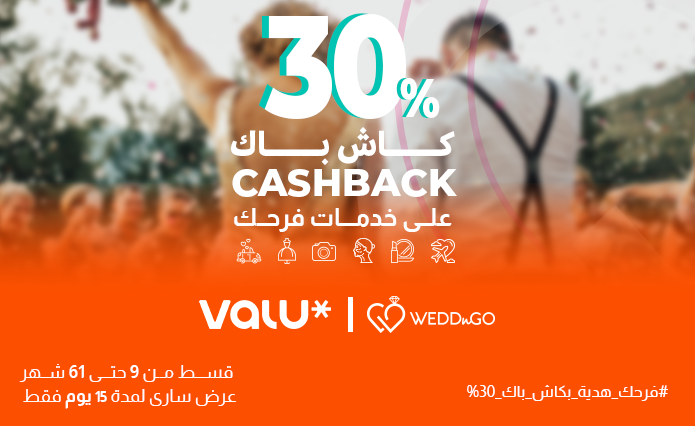 30%
كاش باك
CASHBACK
على خدمات فرحك
valu*
WEDDnGO
قسط من 9 حتى 61 شهر
عرض سارى لمدة 15 يوم فقط
#فرحك_هدية_بكاش_باك_30%